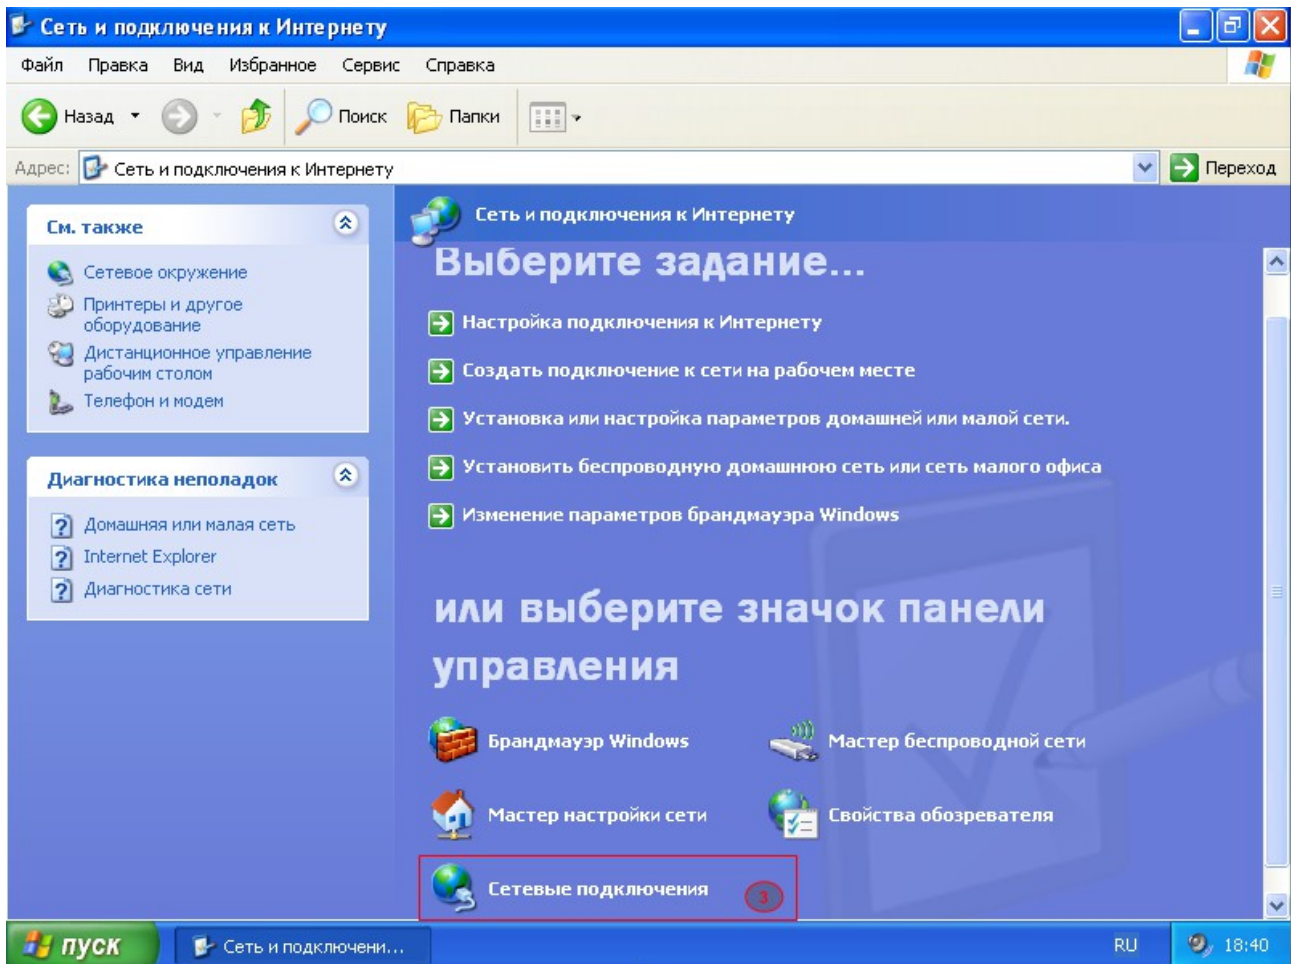 Сеть и подключения к Интернету
Файл Правка Вид Избранное Сервис Справка
Назад Поиск Папки
Адрес: Сеть и подключения к Интернету Переход
См. также
Сетевое окружение
Принтеры и другое
оборудование
Дистанционное управление
рабочим столом
Телефон и модем
Диагностика неполадок
Домашняя или малая сеть
Internet Explorer
Диагностика сети
Сеть и подключения к Интернету
Выберите задание...
Настройка подключения к Интернету
Создать подключение к сети на рабочем месте
Установка или настройка параметров домашней или малой сети.
Установить беспроводную домашнюю сеть или сеть малого офиса
Изменение параметров брандмауэра Windows
или выберите значок панели
управления
Брандмауэр Windows
Мастер беспроводной сети
Мастер настройки сети
Свойства обозревателя
Сетевые подключения
3
пуск
Сеть и подключени...
RU
18:40